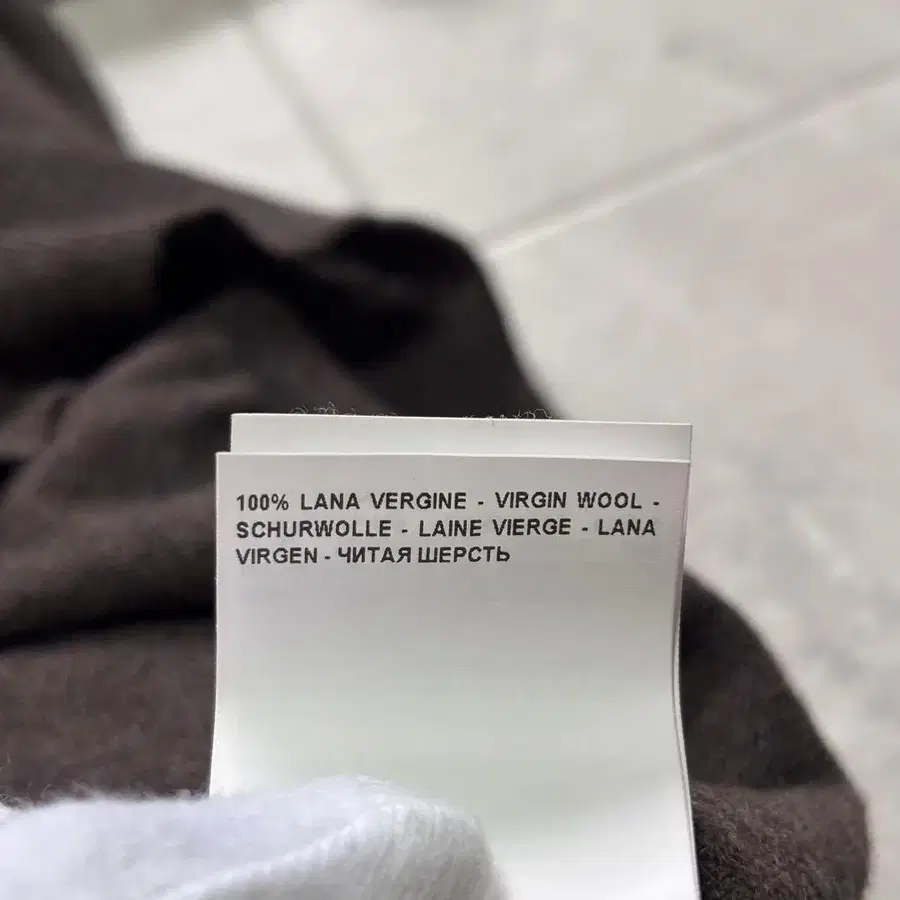 100% LANA VERGINE - VIRGIN WOOL -
SCHURWOLLE - LAINE VIERGE - LANA
VIRGEN - ЧИТАЯ ШЕРСТЬ